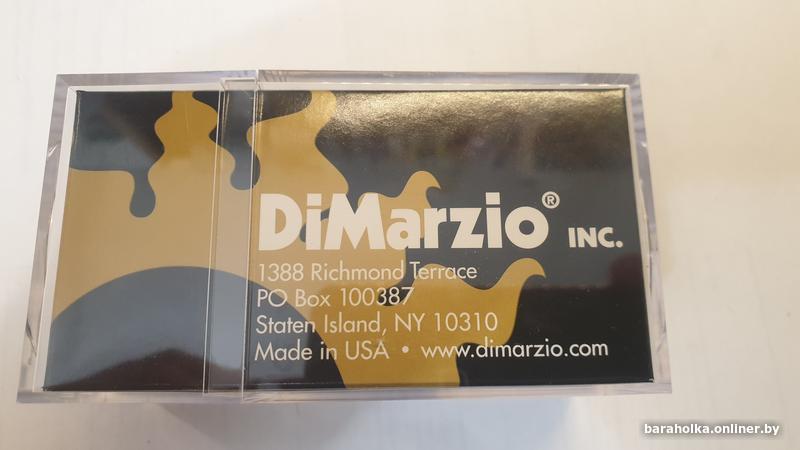 DiMarzio® INC.
1388 Richmond Terrace
PO Box 100387
Staten Island, NY 10310
Made in USA • www.dimarzio.com
baraholka.onliner.by